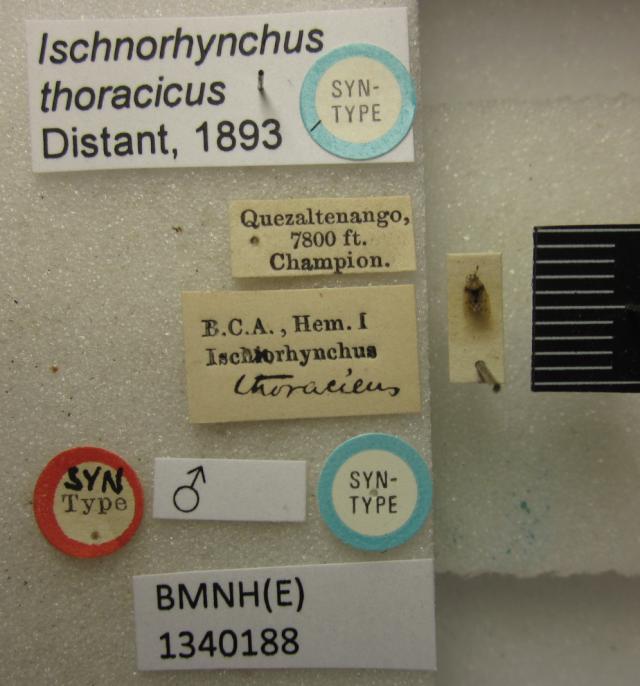 Ischnorhynchus
thoracicus
Distant, 1893
SYN-
TYPE
Quezaltenango,
7800 ft.
Champion.
B.C.A., Hem. I
Ischnorhynchus
thoracicus
SYN
Type
♂
SYN-
TYPE
BMNH(E)
1340188